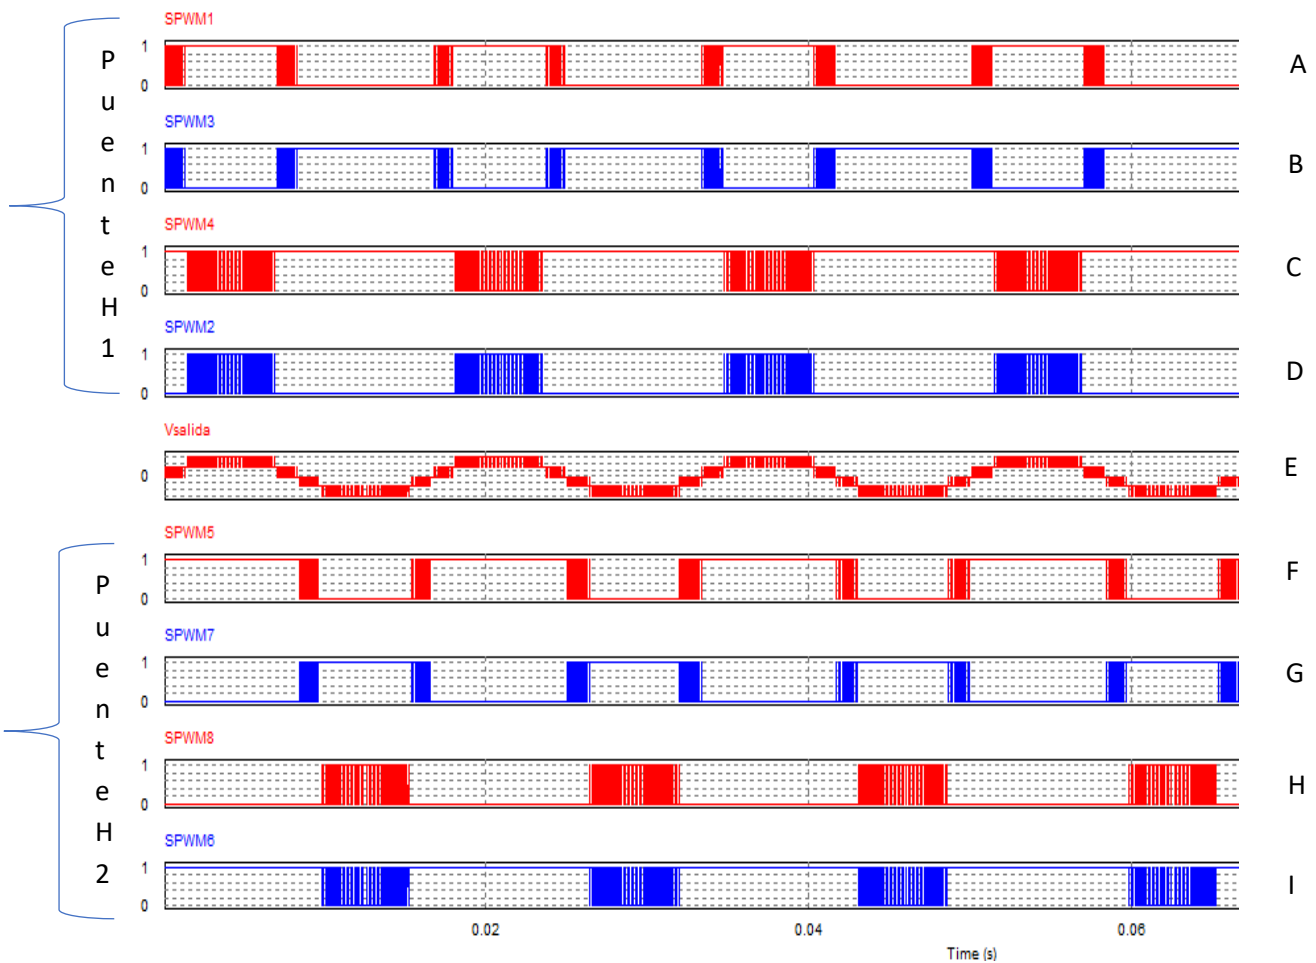 SPWM1
1
0
A
SPWM3
1
0
B
SPWM4
1
0
C
SPWM2
1
0
D
Puente H1
Vsalida
0
E
SPWM5
1
0
F
SPWM7
1
0
G
SPWM8
1
0
H
SPWM6
1
0
I
Puente H2
0.02 0.04 0.06
Time (s)